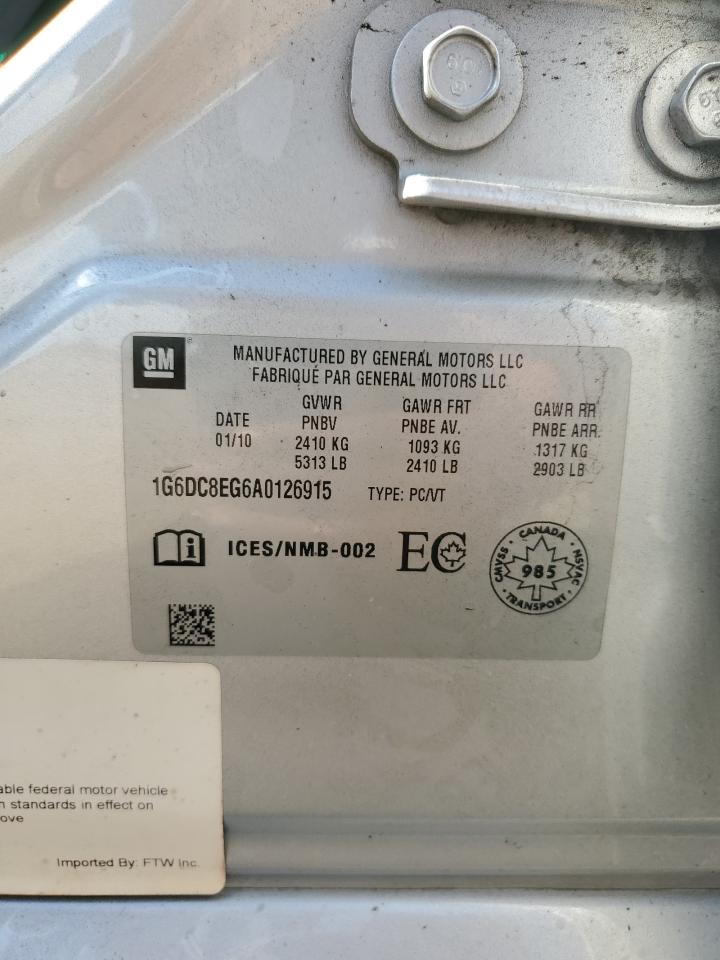 60
GM
MANUFACTURED BY GENERAL MOTORS LLC
FABRIQUÉ PAR GENERAL MOTORS LLC
DATE GVWR GAWR FRT GAWR RR
01/10 PNBV PNBE AV. PNBE ARR.
2410 KG 1093 KG 1317 KG
5313 LB 2410 LB 2903 LB
1G6DC8EG6A0126915 TYPE: PC/VT
ICES/NMB-002 EC
CANADA
CMVSS 985 NSVAC
TRANSPORT
able federal motor vehicle
n standards in effect on
ove
Imported By: FTW Inc.